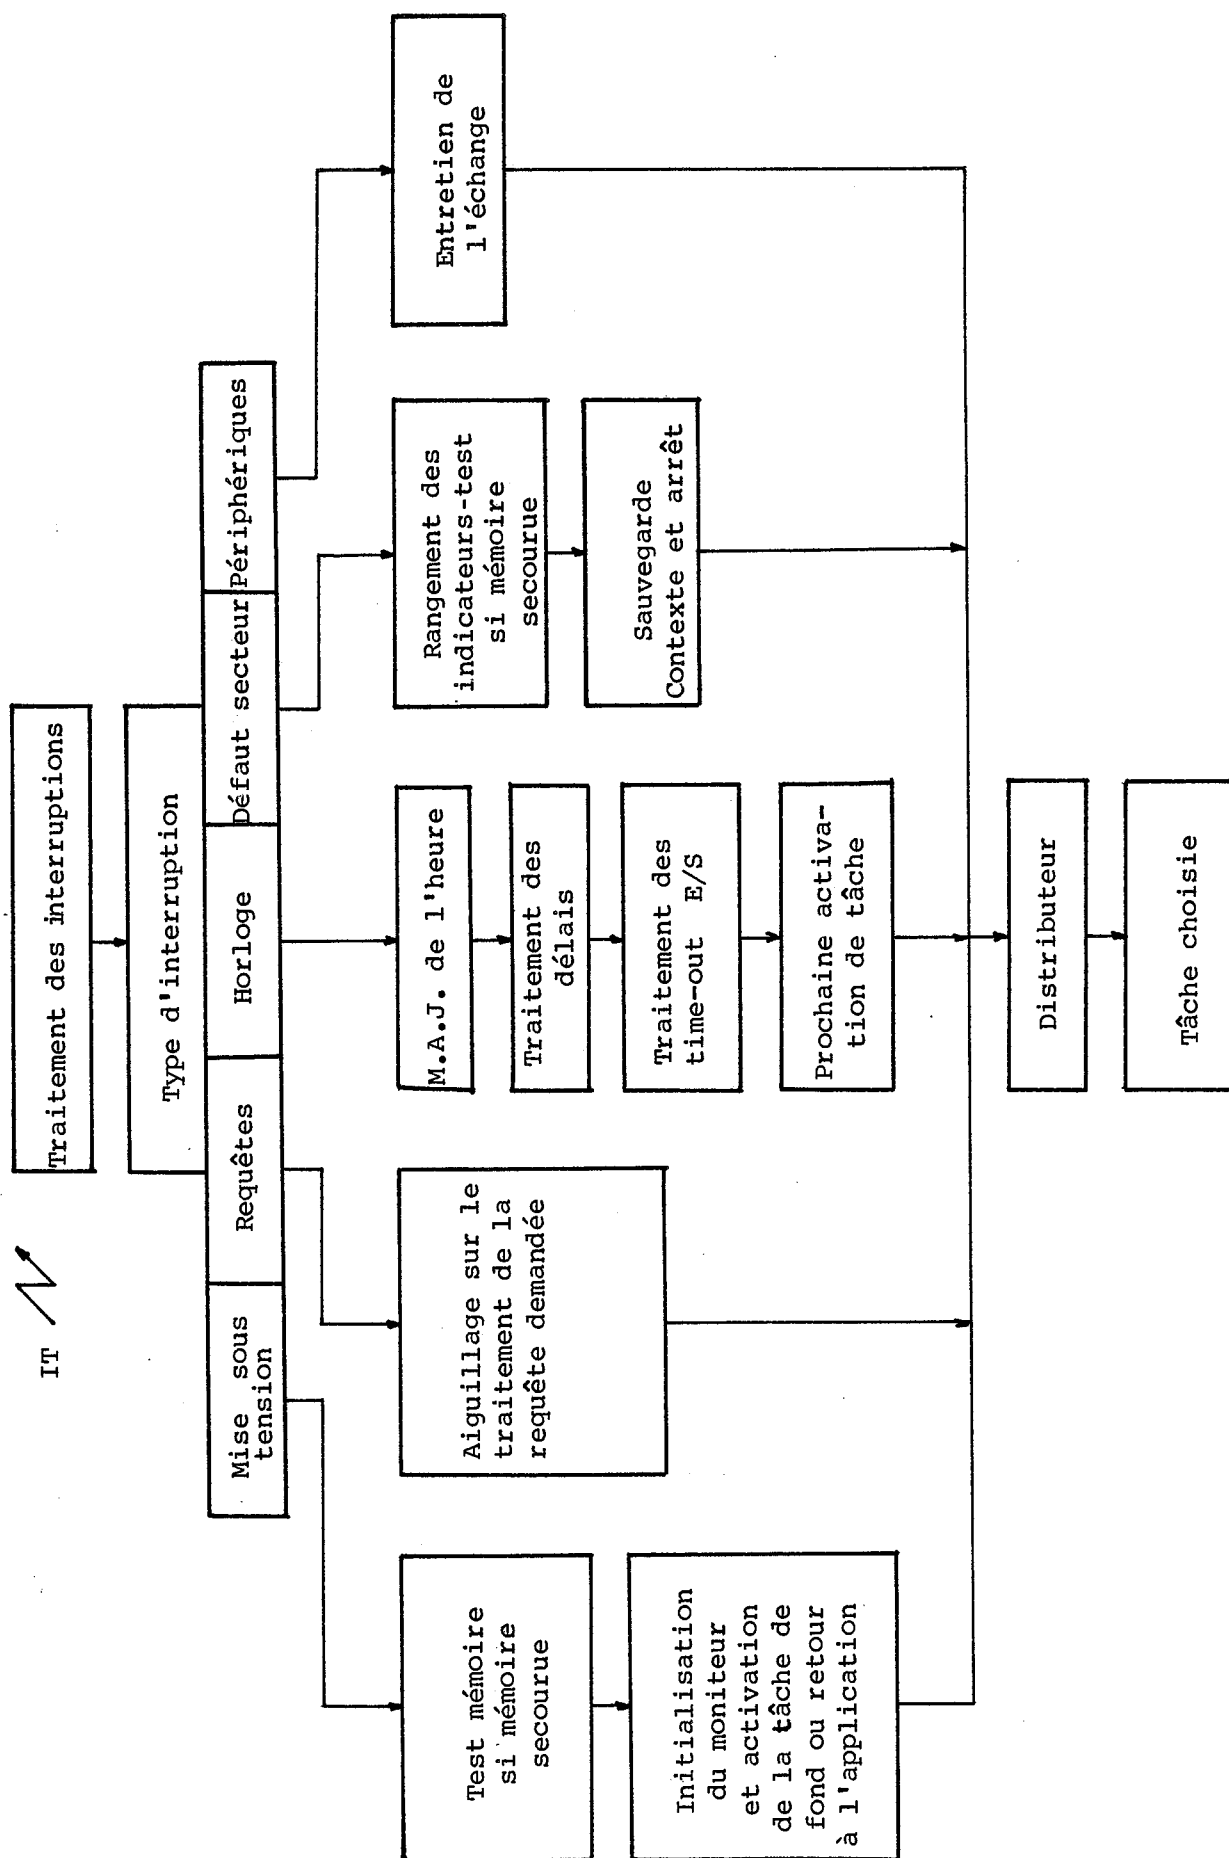 IT
Traitement des interruptions
Type d'interruption
Mise sous
tension
Requêtes
Horloge
Défaut secteur
Périphériques
Test mémoire
si mémoire
secourue
Initialisation
du moniteur
et activation
de la tâche de
fond ou retour
à l'application
Aiguillage sur le
traitement de la
requête demandée
M.A.J. de l'heure
Traitement des
délais
Traitement des
time-out E/S
Prochaine activa-
tion de tâche
Rangement des
indicateurs-test
si mémoire
secourue
Sauvegarde
Contexte et arrêt
Entretien de
l'échange
Distributeur
Tâche choisie